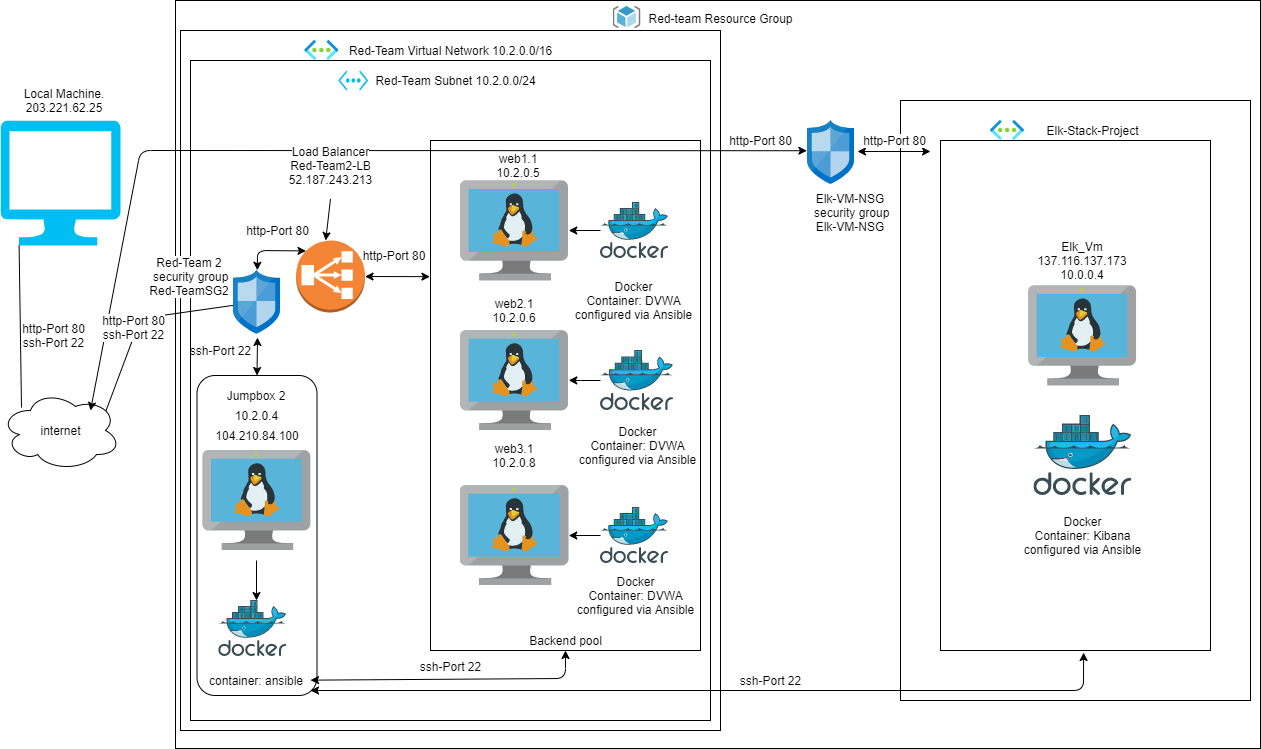 Red-team Resource Group
Red-Team Virtual Network 10.2.0.0/16
Red-Team Subnet 10.2.0.0/24
Local Machine.
203.221.62.25
http-Port 80
ssh-Port 22
internet
http-Port 80
ssh-Port 22
Red-Team 2
security group
Red-TeamSG2
http-Port 80
Load Balancer
Red-Team2-LB
52.187.243.213
http-Port 80
ssh-Port 22
Jumpbox 2
10.2.0.4
104.210.84.100
docker
container: ansible
web1.1
10.2.0.5
docker
Docker
Container: DVWA
configured via Ansible
web2.1
10.2.0.6
docker
Docker
Container: DVWA
configured via Ansible
web3.1
10.2.0.8
docker
Docker
Container: DVWA
configured via Ansible
Backend pool
ssh-Port 22
ssh-Port 22
http-Port 80
http-Port 80
Elk-VM-NSG
security group
Elk-VM-NSG
Elk-Stack-Project
Elk_Vm
137.116.137.173
10.0.0.4
docker
Docker
Container: Kibana
configured via Ansible